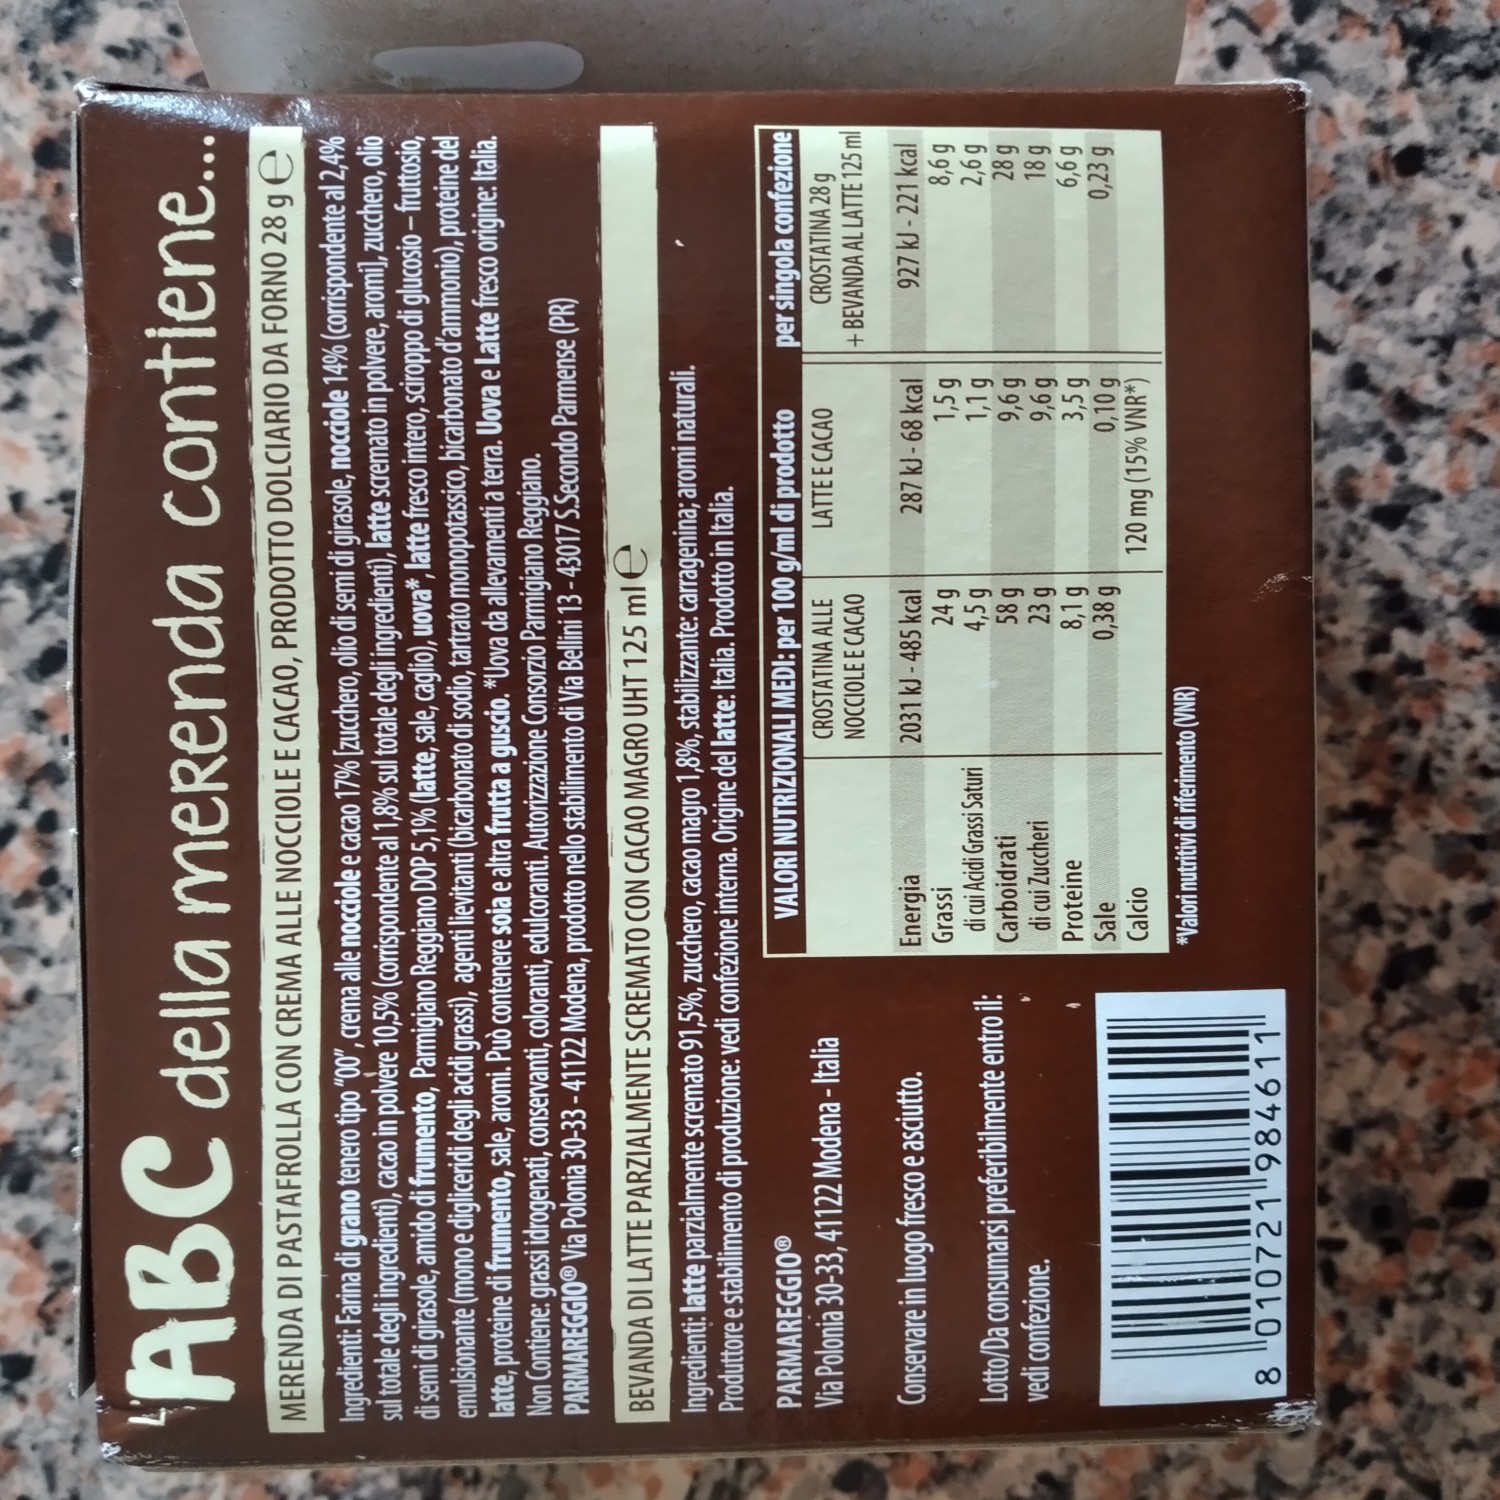 L'ABC della merenda contiene...
MERENDA DI PASTAFROLLA CON CREMA ALLE NOCCIOLE E CACAO, PRODOTTO DOLCIARIO DA FORNO 28 g e
Ingredienti: Farina di grano tenero tipo "00", crema alle nocciole e cacao 17% [zucchero, olio di semi di girasole, nocciole 14% (corrispondente al 2,4%
sul totale degli ingredienti), cacao in polvere 10,5% (corrispondente al 1,8% sul totale degli ingredienti), latte scremato in polvere, aromi], zucchero, olio
di semi di girasole, amido di frumento, Parmigiano Reggiano DOP 5,1% (latte, sale, caglio), uova*, latte fresco intero, sciroppo di glucosio – fruttosio,
emulsionante (mono e digliceridi degli acidi grassi), agenti lievitanti (bicarbonato di sodio, tartrato monopotassico, bicarbonato d'ammonio), proteine del
latte, proteine di frumento, sale, aromi. Può contenere soia e altra frutta a guscio. *Uova da allevamenti a terra. Uova e Latte fresco origine: Italia.
Non Contiene: grassi idrogenati, conservanti, coloranti, edulcoranti. Autorizzazione Consorzio Parmigiano Reggiano.
PARMAREGGIO® Via Polonia 30-33 - 41122 Modena, prodotto nello stabilimento di Via Bellini 13 - 43017 S.Secondo Parmense (PR)
BEVANDA DI LATTE PARZIALMENTE SCREMATO CON CACAO MAGRO UHT 125 ml e
Ingredienti: latte parzialmente scremato 91,5%, zucchero, cacao magro 1,8%, stabilizzante: carragenina; aromi naturali.
Produttore e stabilimento di produzione: vedi confezione interna. Origine del latte: Italia. Prodotto in Italia.
PARMAREGGIO®
Via Polonia 30-33, 41122 Modena - Italia
Conservare in luogo fresco e asciutto.
Lotto/Da consumarsi preferibilmente entro il:
vedi confezione.
8 010721 984611
VALORI NUTRIZIONALI MEDI: per 100 g/ml di prodotto per singola confezione
CROSTATINA ALLE NOCCIOLE E CACAO LATTE E CACAO CROSTATINA 28 g + BEVANDA AL LATTE 125 ml
Energia 2031 kJ - 485 kcal 287 kJ - 68 kcal 927 kJ - 221 kcal
Grassi 24 g 1,5 g 8,6 g
di cui Acidi Grassi Saturi 4,5 g 1,1 g 2,6 g
Carboidrati 58 g 9,6 g 28 g
di cui Zuccheri 23 g 9,6 g 18 g
Proteine 8,1 g 3,5 g 6,6 g
Sale 0,38 g 0,10 g 0,23 g
Calcio 120 mg (15% VNR*)
*Valori nutritivi di riferimento (VNR)